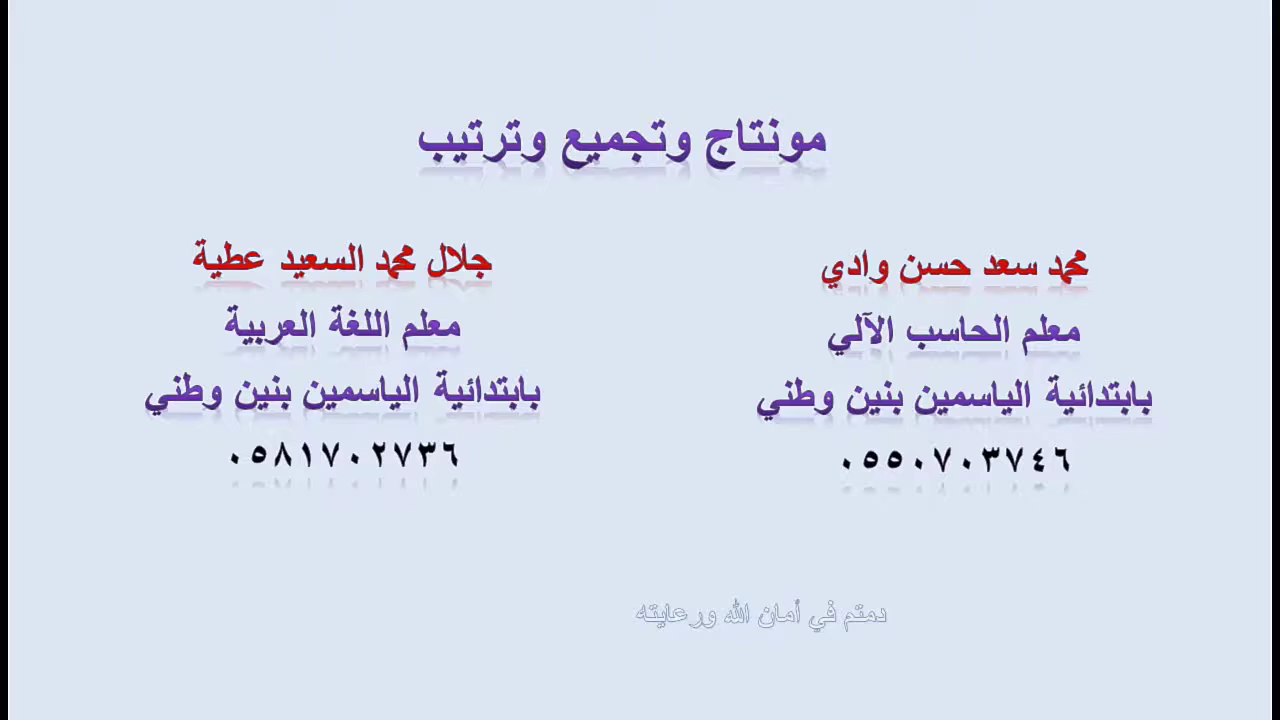 مونتاج وتجميع وترتيب
محمد سعد حسن وادي
معلم الحاسب الآلي
بابتدائية الياسمين بنين وطني
٠٥٥٠٧٠٣٧٤٦
جلال محمد السعيد عطية
معلم اللغة العربية
بابتدائية الياسمين بنين وطني
٠٥٨١٧٠٢٧٣٦
دمتم في أمان الله ورعايته